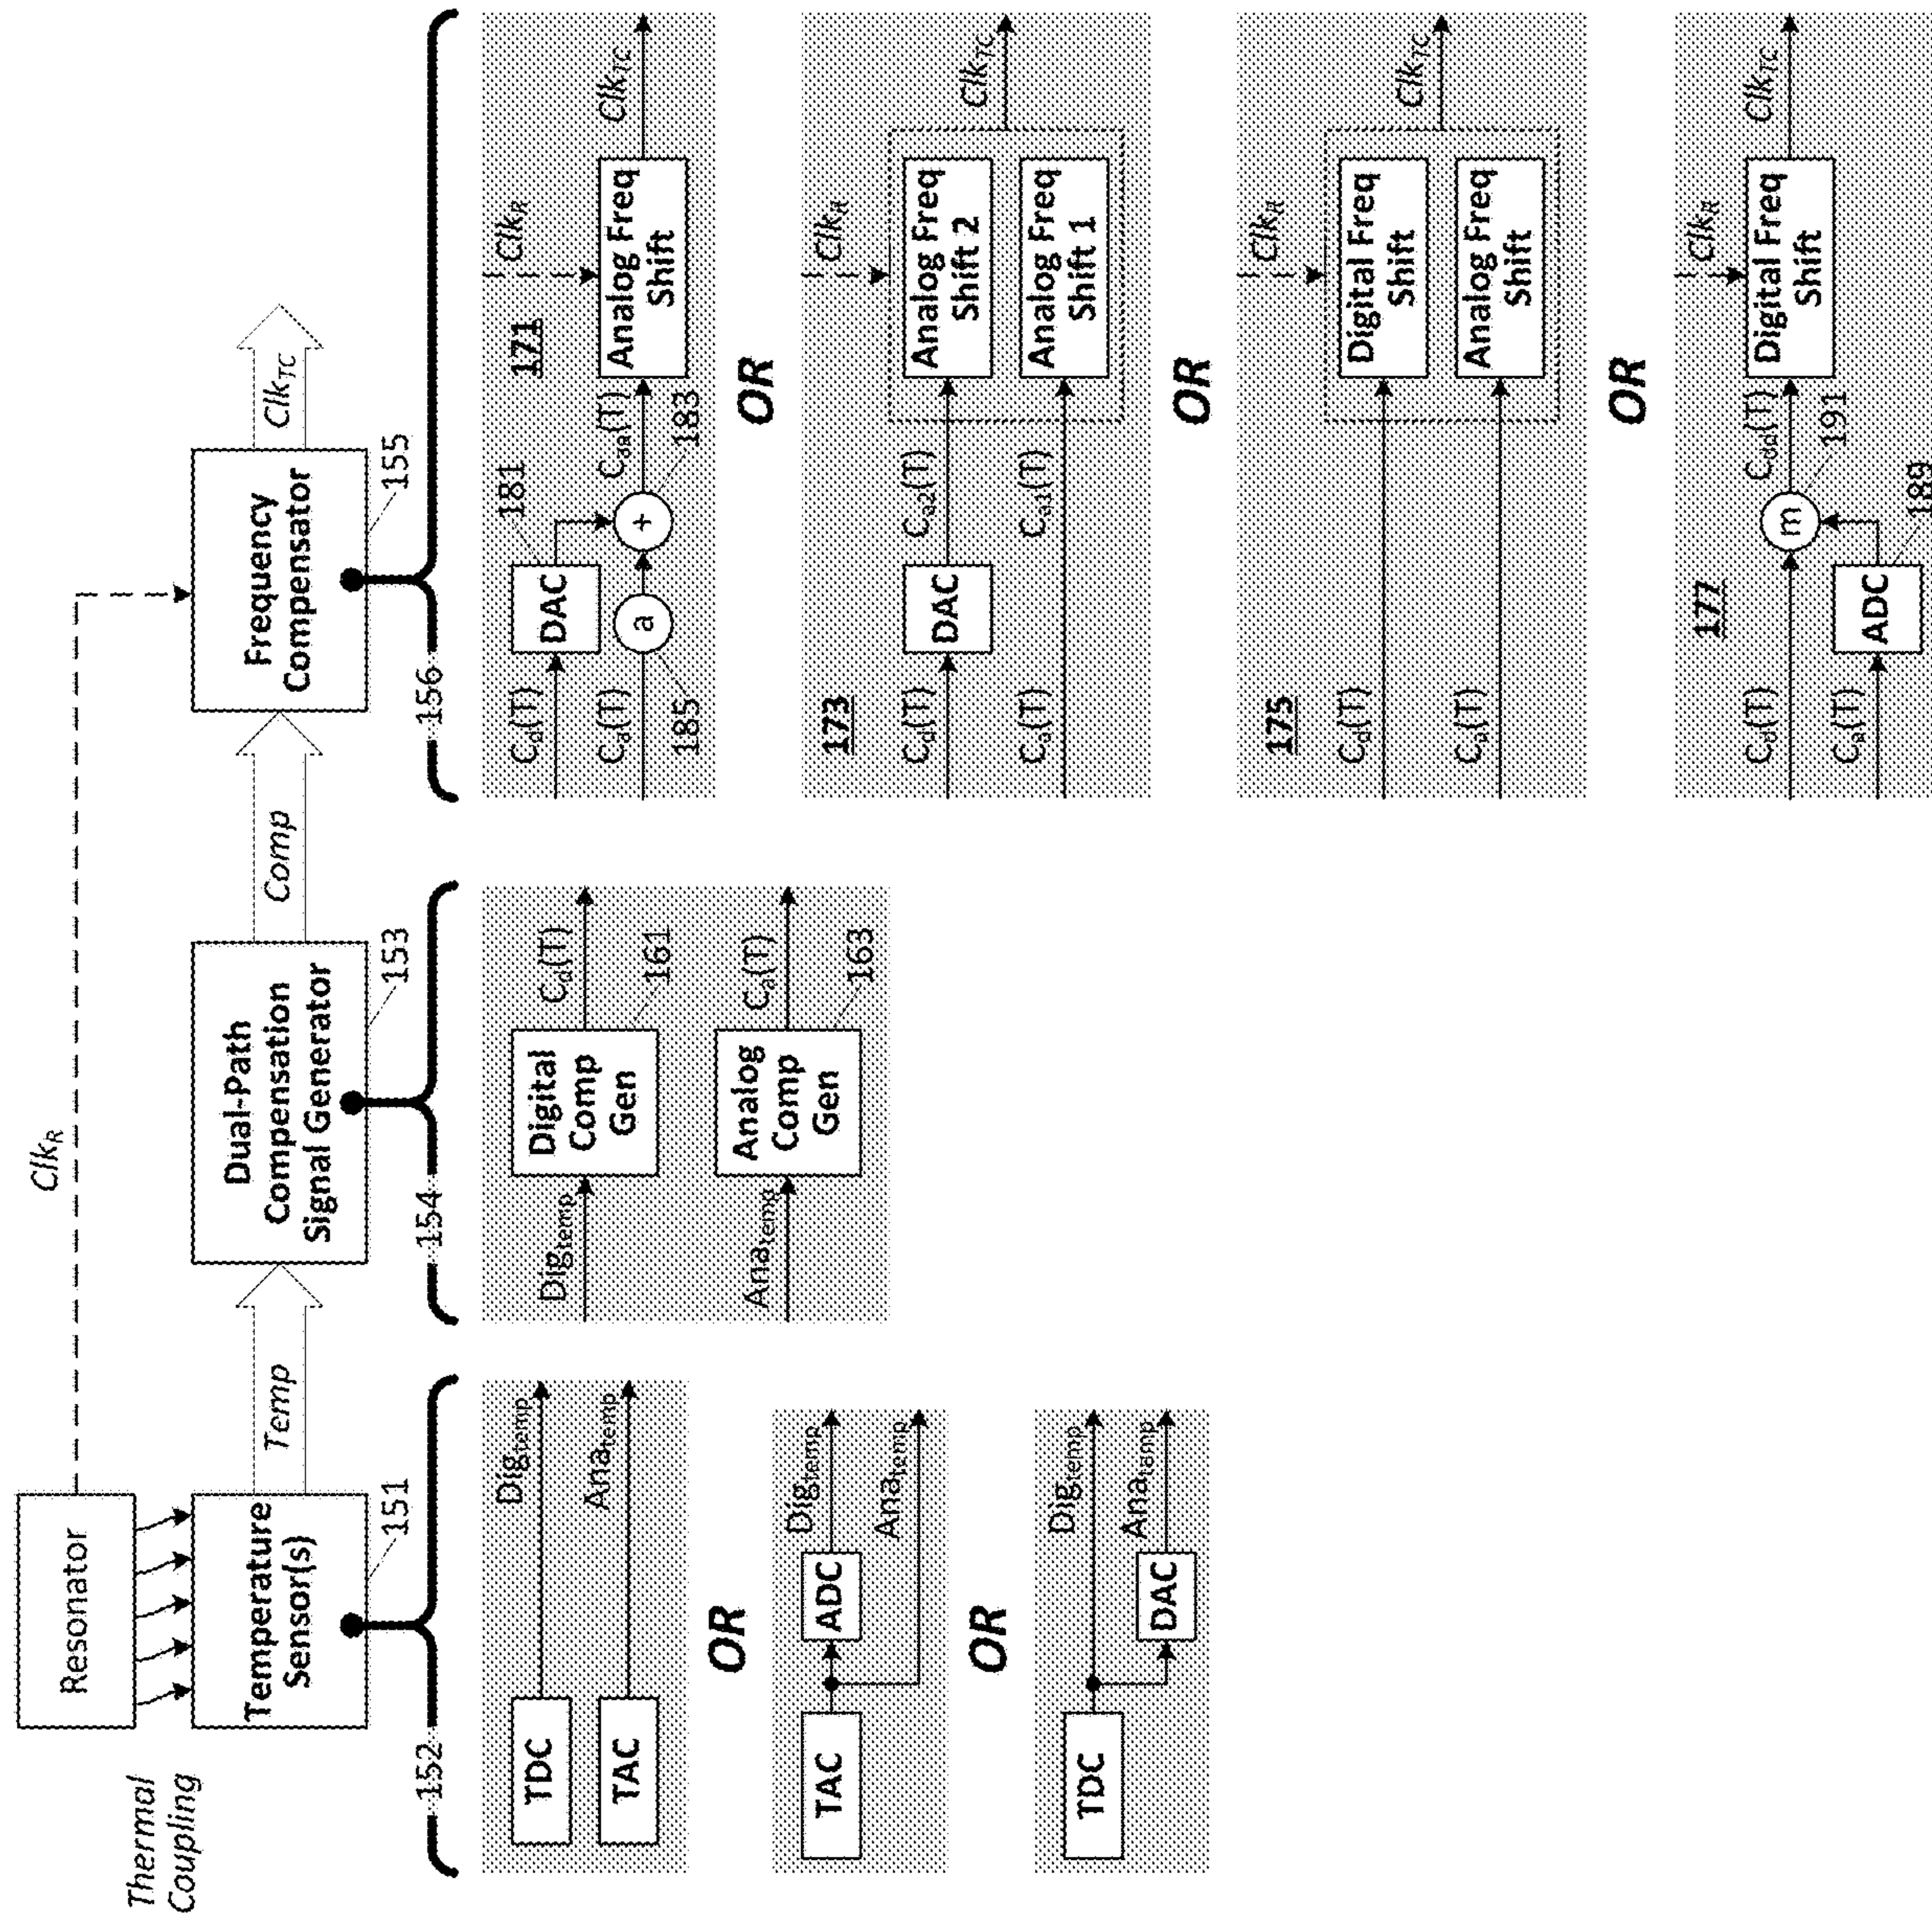 Thermal
Coupling
Resonator
Clk_R
Temperature
Sensor(s)
151
Temp
Dual-Path
Compensation
Signal Generator
153
Comp
Frequency
Compensator
155
Clk_TC
152
TDC
Dig_temp
TAC
Ana_temp
OR
TAC
ADC
Dig_temp
Ana_temp
OR
TDC
Dig_temp
DAC
Ana_temp
154
Dig_temp
Digital
Comp
Gen
C_d(T)
161
Ana_temp
Analog
Comp
Gen
C_a(T)
163
156
171
C_d(T)
DAC
181
C_a(T)
a
185
+
183
C_aa(T)
Clk_R
Analog Freq
Shift
Clk_TC
OR
173
C_d(T)
DAC
C_a2(T)
C_a(T)
C_a1(T)
Clk_R
Analog Freq
Shift 2
Analog Freq
Shift 1
Clk_TC
OR
175
C_d(T)
C_a(T)
Clk_R
Digital Freq
Shift
Analog Freq
Shift
Clk_TC
OR
177
C_d(T)
C_a(T)
ADC
189
m
191
C_dd(T)
Clk_R
Digital Freq
Shift
Clk_TC